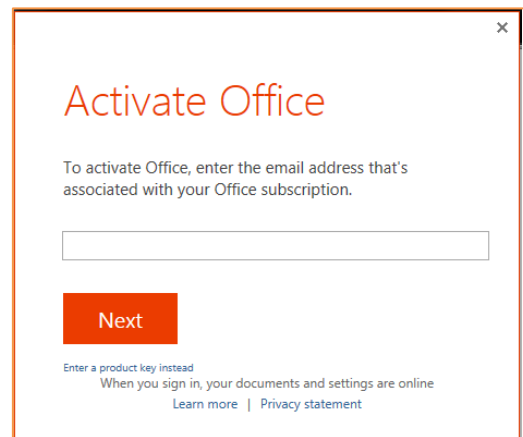 Activate Office
To activate Office, enter the email address that's
associated with your Office subscription.
Next
Enter a product key instead
When you sign in, your documents and settings are online
Learn more | Privacy statement